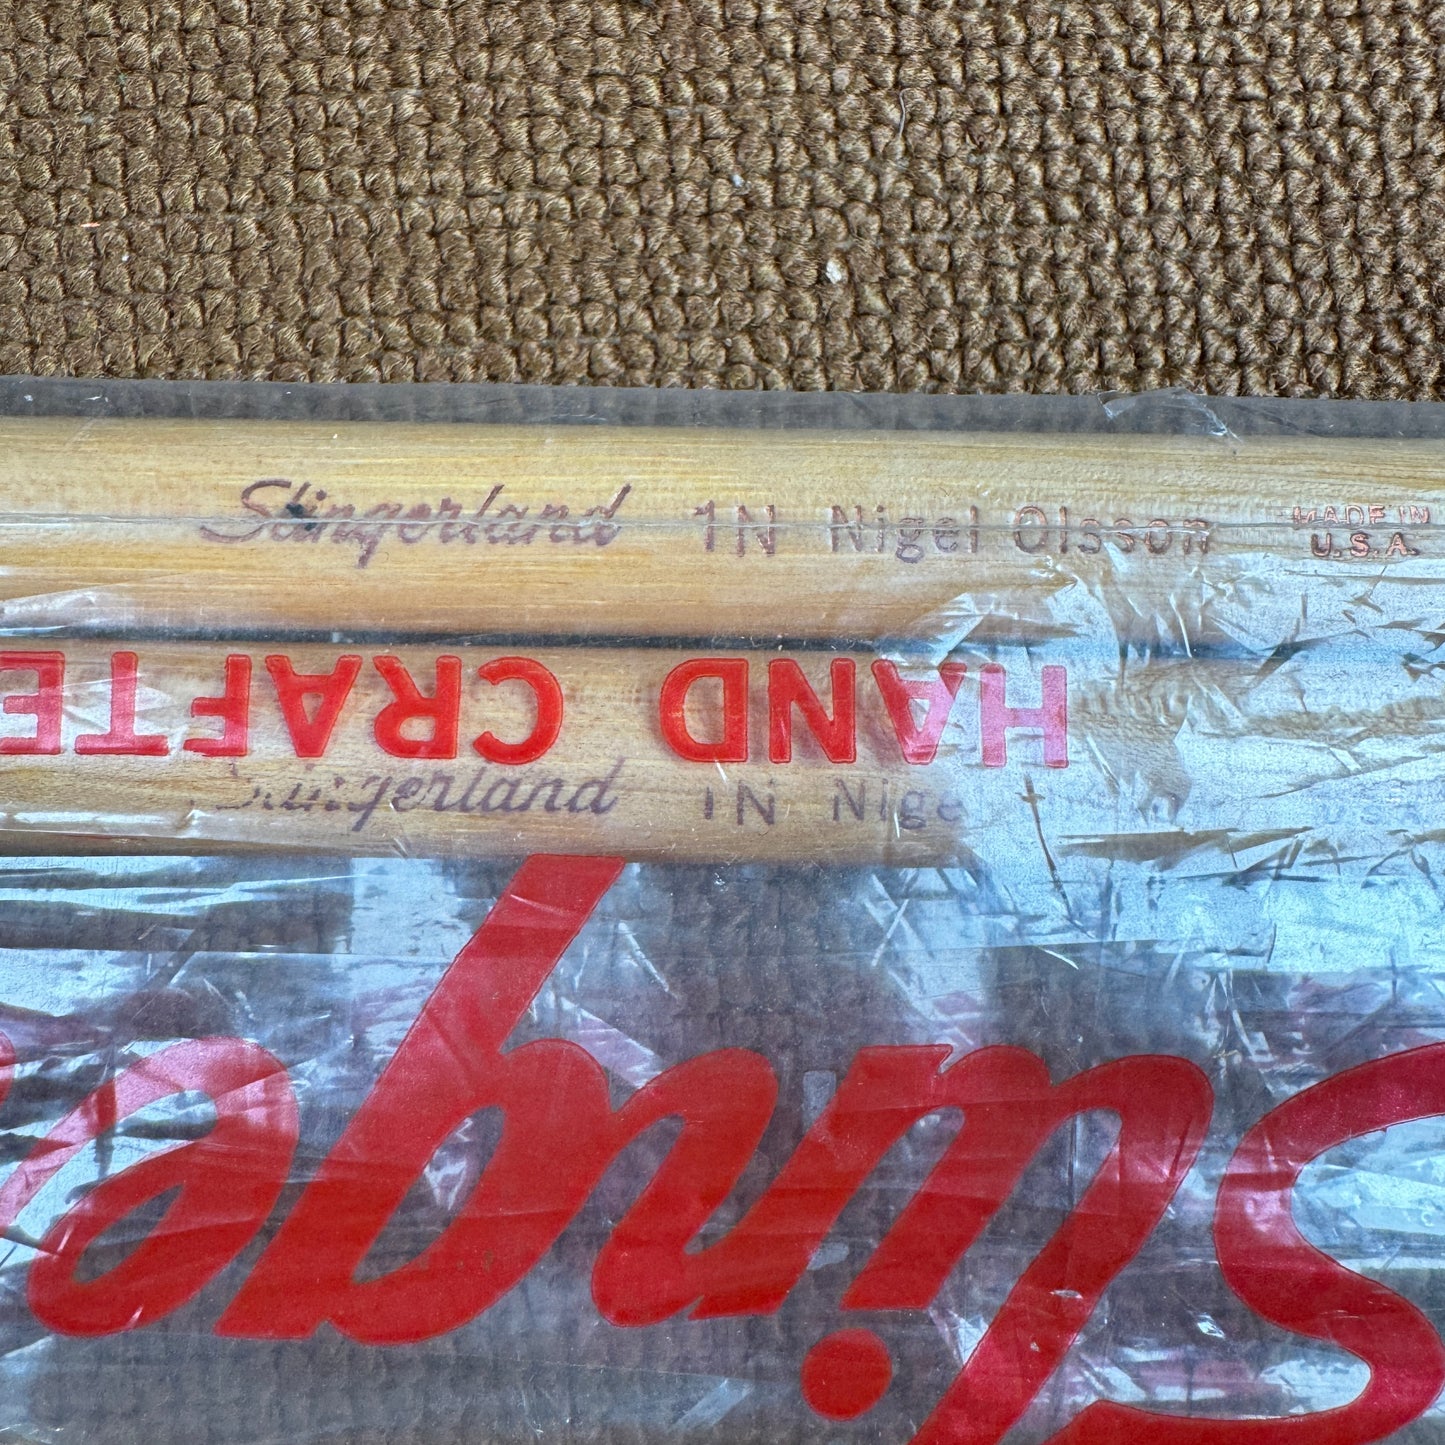 Slingerland 1N Nigel Olsson MADE IN
U.S.A.
HAND CRAFTE
Slingerland 1N Nige U.S.A.
Slinge